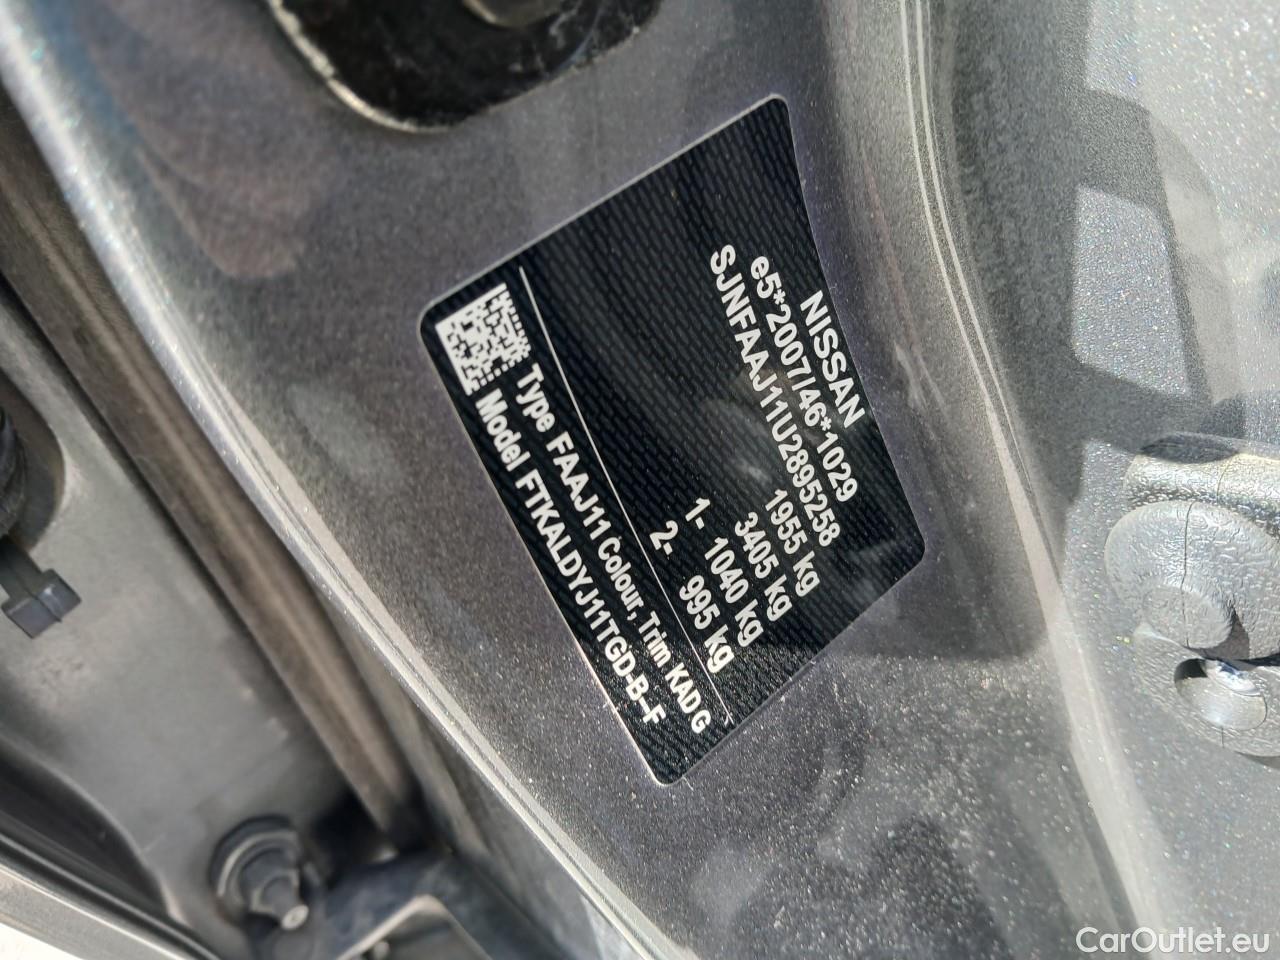 NISSAN
e5*2007/46*1029
SJNFAAJ11U2895258
1955 kg
3405 kg
1- 1040 kg
2- 995 kg
Type FAAJ11 Colour, Trim KAD G
Model FTKALDYJ11TGD-B-F
CarOutlet.eu